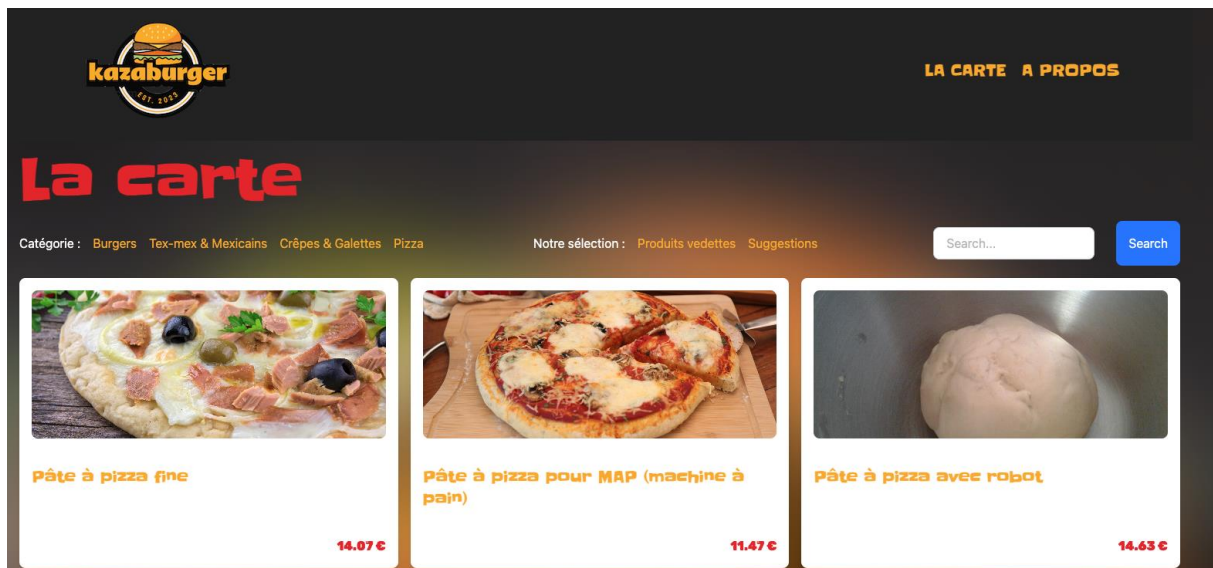 kazaburger
EST. 2023
LA CARTE A PROPOS
La carte
Catégorie : Burgers Tex-mex & Mexicains Crêpes & Galettes Pizza
Notre sélection : Produits vedettes Suggestions
Search...
Search
Pâte à pizza fine
14.07 €
Pâte à pizza pour MAP (machine à
pain)
11.47 €
Pâte à pizza avec robot
14.63 €